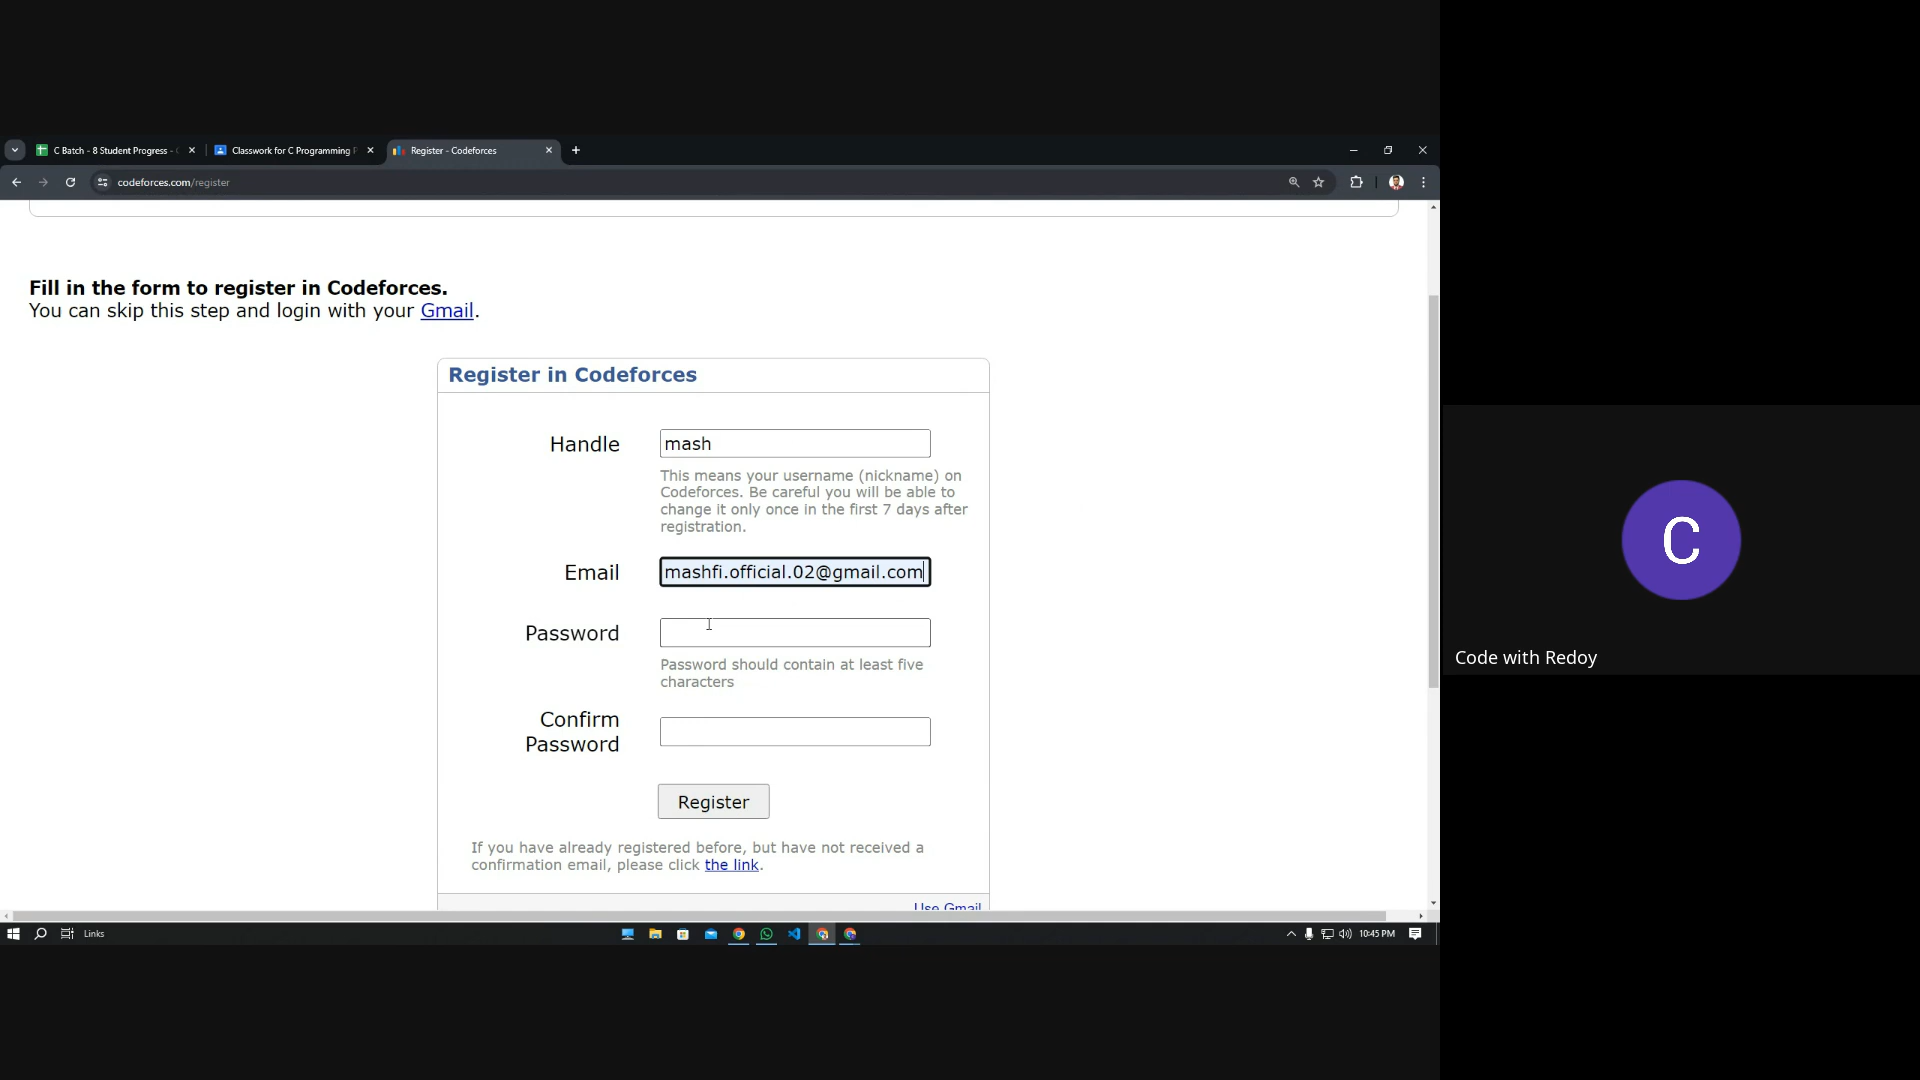 C Batch - 8 Student Progress -
Classwork for C Programming
Register - Codeforces
codeforces.com/register
Fill in the form to register in Codeforces.
You can skip this step and login with your Gmail.
Register in Codeforces
Handle
mash
This means your username (nickname) on
Codeforces. Be careful you will be able to
change it only once in the first 7 days after
registration.
Email
mashfi.official.02@gmail.com
Password
Password should contain at least five
characters
Confirm
Password
Register
If you have already registered before, but have not received a
confirmation email, please click the link.
Use Gmail
Links
10:45 PM
C
Code with Redoy